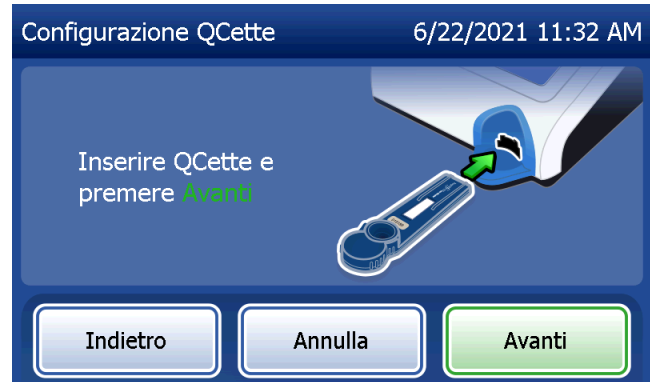 Configurazione QCette
6/22/2021 11:32 AM
Inserire QCette e
premere Avanti
Indietro
Annulla
Avanti